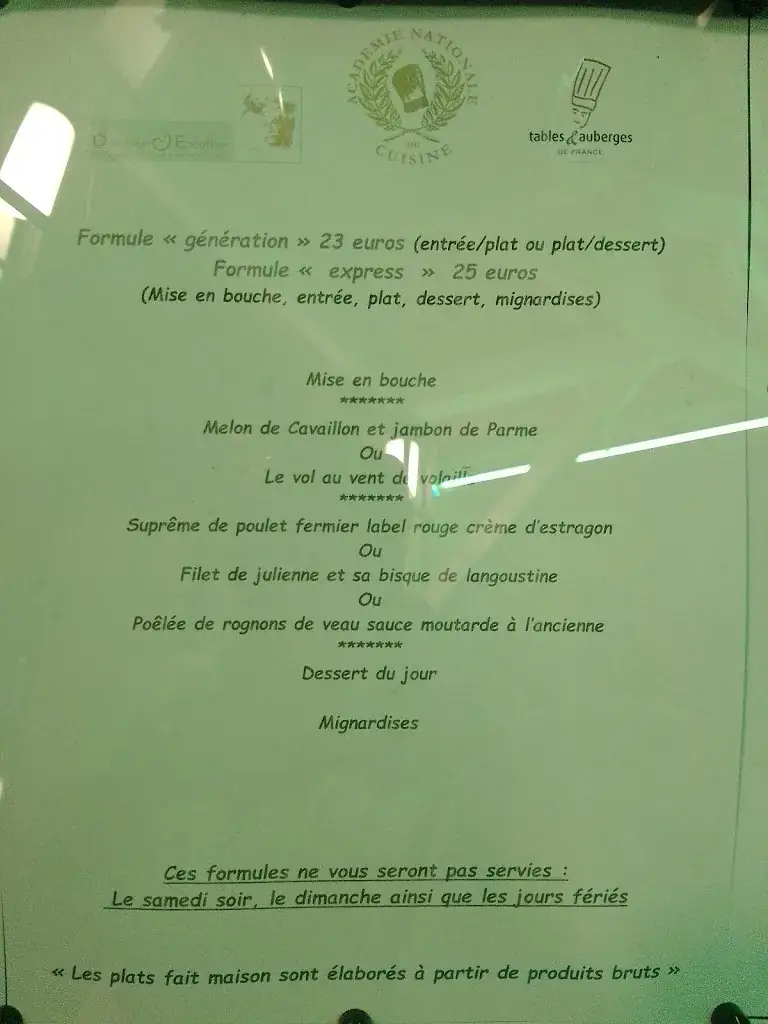 ACADEMIE NATIONALE
DE
CUISINE
tables & auberges
DE FRANCE
Formule « génération » 23 euros (entrée/plat ou plat/dessert)
Formule « express » 25 euros
(Mise en bouche, entrée, plat, dessert, mignardises)
Mise en bouche
*******
Melon de Cavaillon et jambon de Parme
Ou
Le vol au vent de volaille
*******
Suprême de poulet fermier label rouge crème d'estragon
Ou
Filet de julienne et sa bisque de langoustine
Ou
Poêlée de rognons de veau sauce moutarde à l'ancienne
*******
Dessert du jour
Mignardises
Ces formules ne vous seront pas servies :
Le samedi soir, le dimanche ainsi que les jours fériés
« Les plats fait maison sont élaborés à partir de produits bruts »